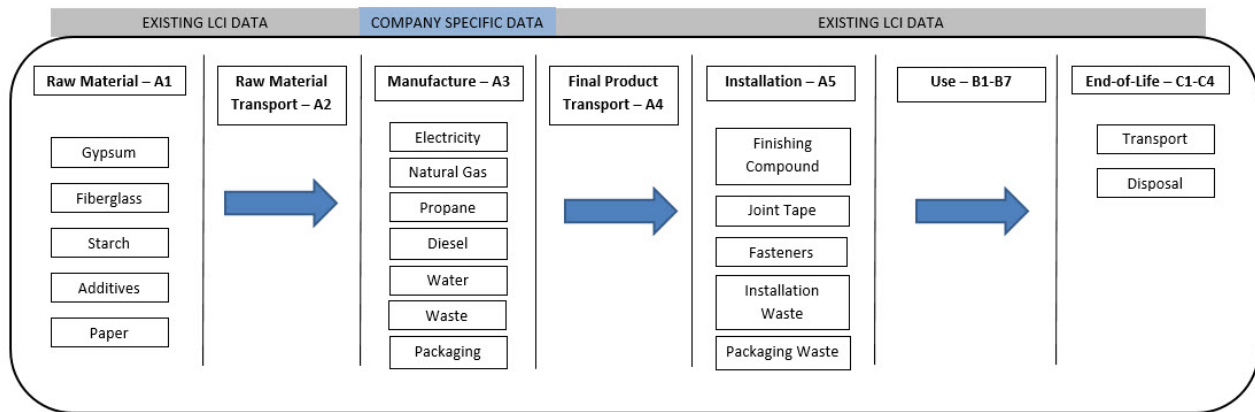 EXISTING LCI DATA
COMPANY SPECIFIC DATA
EXISTING LCI DATA
Raw Material – A1
Gypsum
Fiberglass
Starch
Additives
Paper
Raw Material
Transport – A2
Manufacture – A3
Electricity
Natural Gas
Propane
Diesel
Water
Waste
Packaging
Final Product
Transport – A4
Installation – A5
Finishing
Compound
Joint Tape
Fasteners
Installation
Waste
Packaging Waste
Use – B1-B7
End-of-Life – C1-C4
Transport
Disposal